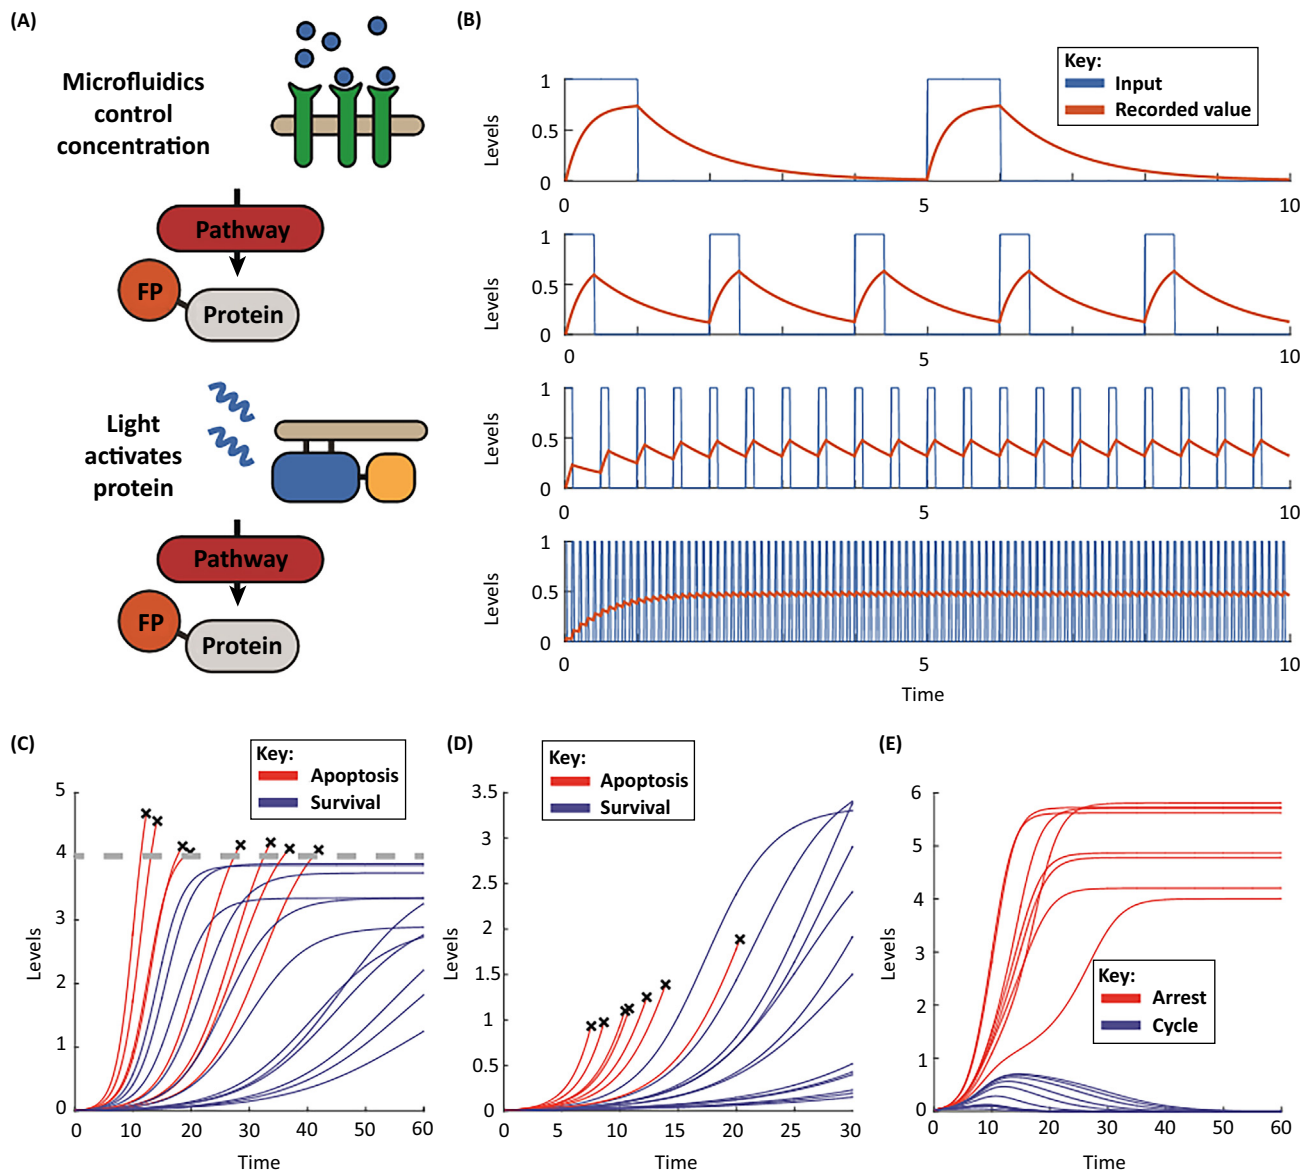 (A)
Microfluidics
control
concentration
Pathway
FP
Protein
Light
activates
protein
Pathway
FP
Protein
(B)
Key:
Input
Recorded value
Levels
1
0.5
0
0
5
10
Levels
1
0.5
0
0
5
10
Levels
1
0.5
0
0
5
10
Levels
1
0.5
0
0
5
10
Time
(C)
Key:
Apoptosis
Survival
Levels
5
4
3
2
1
0
0 10 20 30 40 50 60
Time
(D)
Key:
Apoptosis
Survival
Levels
3.5
3
2.5
2
1.5
1
0.5
0
0 5 10 15 20 25 30
Time
(E)
Levels
6
5
4
3
2
1
0
Key:
Arrest
Cycle
0 10 20 30 40 50 60
Time